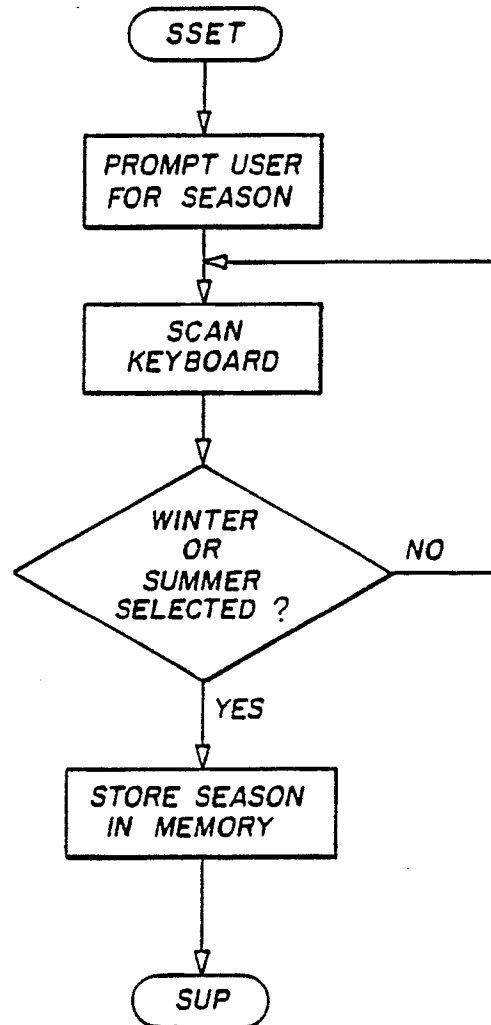 SSET
PROMPT USER
FOR SEASON
SCAN
KEYBOARD
WINTER
OR
SUMMER
SELECTED ?
NO
YES
STORE SEASON
IN MEMORY
SUP